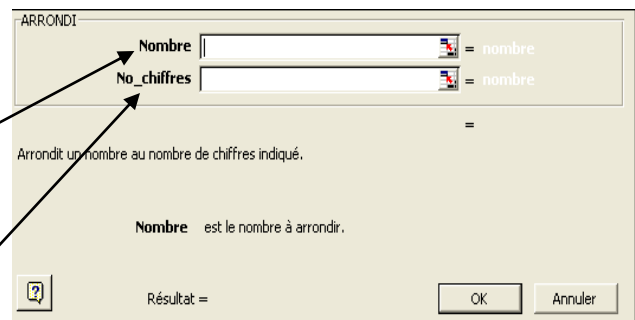 ARRONDI
Nombre = nombre
No_chiffres = nombre
=
Arrondit un nombre au nombre de chiffres indiqué.
Nombre est le nombre à arrondir.
? Résultat = OK Annuler